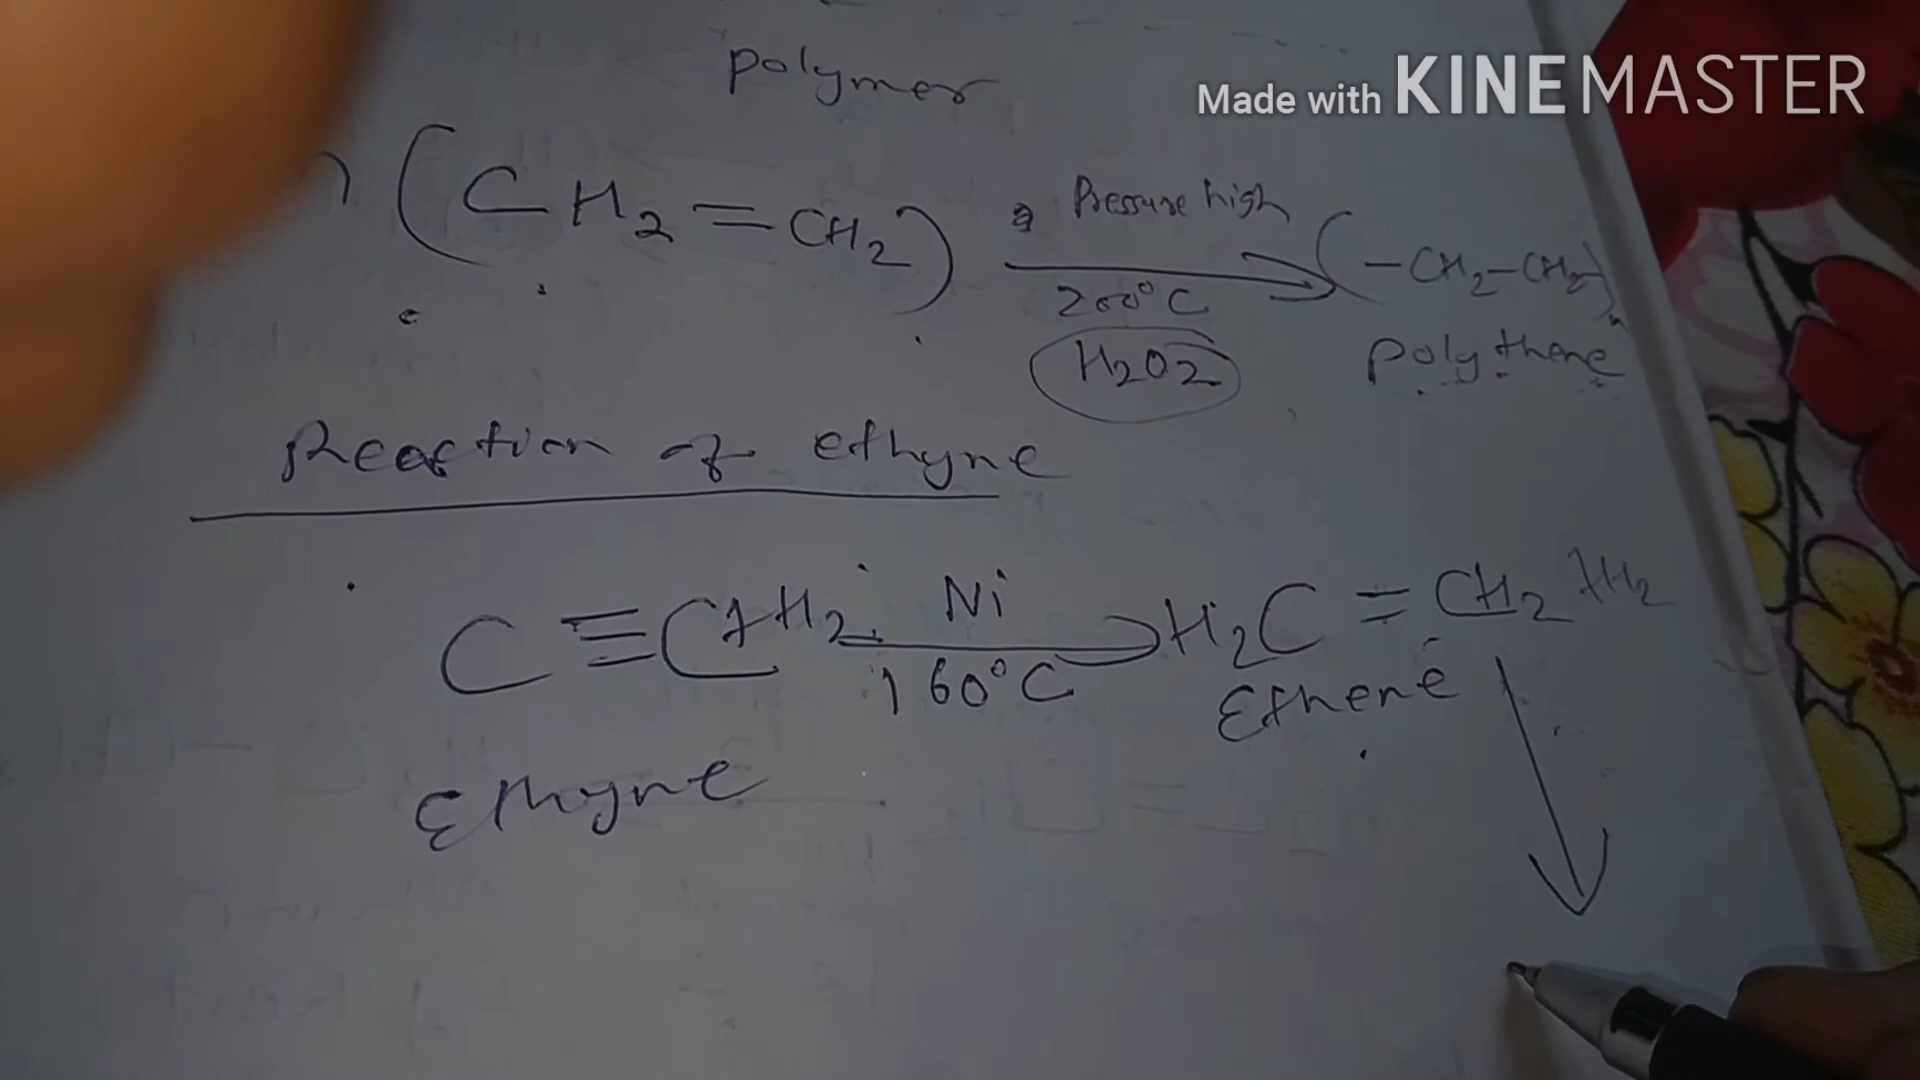 polymer
Made with KINEMASTER
n (CH2=CH2) Pressure high (-CH2-CH2)n
200°C
H2O2
Polythene
Reaction of ethyne
C≡C+H2 Ni H2C=CH2 +H2
160°C
Ethene
Ethyne